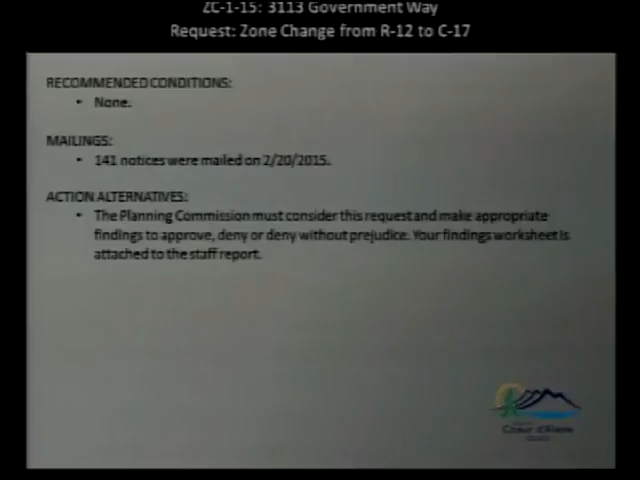 ZC-1-15: 3113 Government Way
Request: Zone Change from R-12 to C-17
RECOMMENDED CONDITIONS:
• None.
MAILINGS:
• 141 notices were mailed on 2/20/2015.
ACTION ALTERNATIVES:
• The Planning Commission must consider this request and make appropriate
findings to approve, deny or deny without prejudice. Your findings worksheet is
attached to the staff report.
Coeur d'Alene